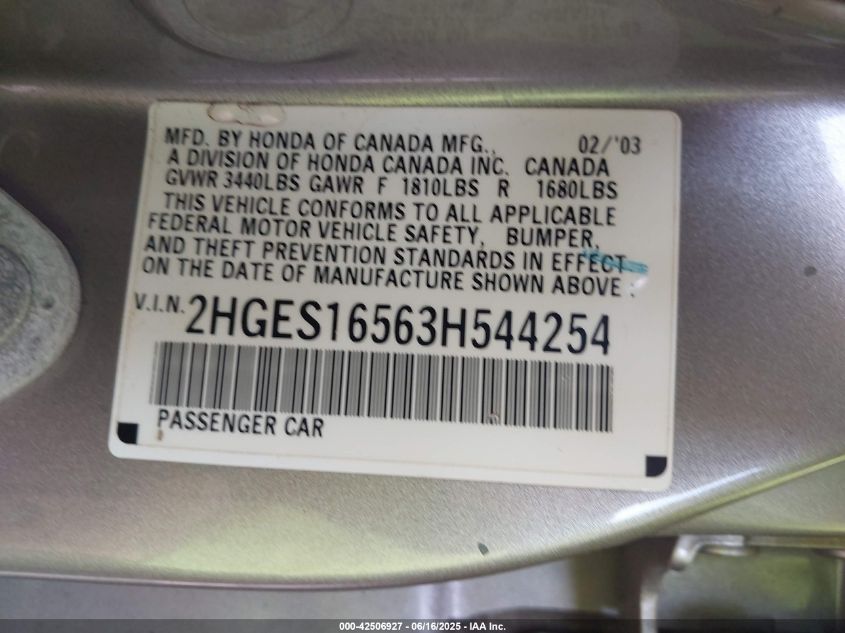 MFD. BY HONDA OF CANADA MFG., 02/'03
A DIVISION OF HONDA CANADA INC. CANADA
GVWR 3440LBS GAWR F 1810LBS R 1680LBS
THIS VEHICLE CONFORMS TO ALL APPLICABLE
FEDERAL MOTOR VEHICLE SAFETY, BUMPER,
AND THEFT PREVENTION STANDARDS IN EFFECT
ON THE DATE OF MANUFACTURE SHOWN ABOVE :
V.I.N. 2HGES16563H544254
PASSENGER CAR
000-42506927 - 06/16/2025 - IAA Inc.